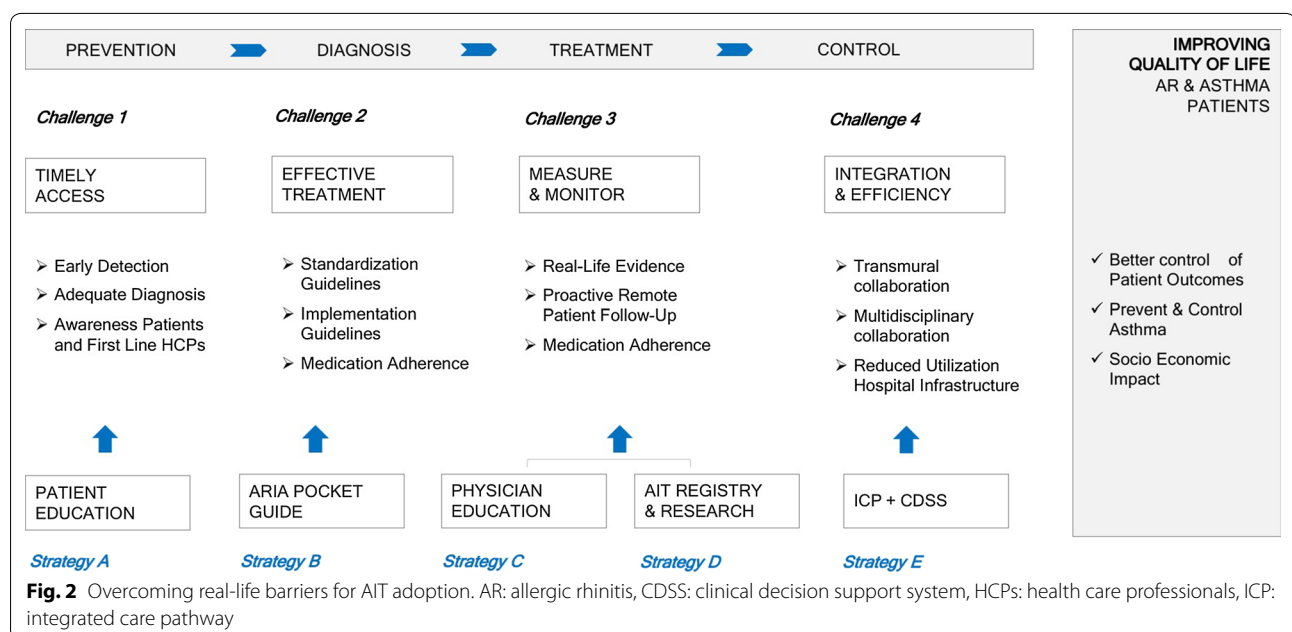 PREVENTION DIAGNOSIS TREATMENT CONTROL
IMPROVING
QUALITY OF LIFE
AR & ASTHMA
PATIENTS
Challenge 1
TIMELY
ACCESS
➢ Early Detection
➢ Adequate Diagnosis
➢ Awareness Patients
and First Line HCPs
Challenge 2
EFFECTIVE
TREATMENT
➢ Standardization
Guidelines
➢ Implementation
Guidelines
➢ Medication Adherence
Challenge 3
MEASURE
& MONITOR
➢ Real-Life Evidence
➢ Proactive Remote
Patient Follow-Up
➢ Medication Adherence
Challenge 4
INTEGRATION
& EFFICIENCY
➢ Transmural
collaboration
➢ Multidisciplinary
collaboration
➢ Reduced Utilization
Hospital Infrastructure
✓ Better control of
Patient Outcomes
✓ Prevent & Control
Asthma
✓ Socio Economic
Impact
PATIENT
EDUCATION
Strategy A
ARIA POCKET
GUIDE
Strategy B
PHYSICIAN
EDUCATION
Strategy C
AIT REGISTRY
& RESEARCH
Strategy D
ICP + CDSS
Strategy E
Fig. 2 Overcoming real-life barriers for AIT adoption. AR: allergic rhinitis, CDSS: clinical decision support system, HCPs: health care professionals, ICP:
integrated care pathway